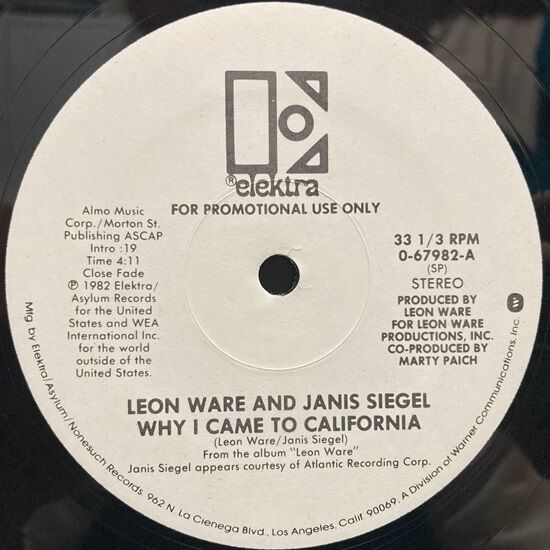 ® elektra
FOR PROMOTIONAL USE ONLY
Almo Music
Corp./Morton St.
Publishing ASCAP
Intro : 19
Time 4:11
Close Fade
℗ 1982 Elektra/
Asylum Records
for the United
States and WEA
International Inc.
for the world
outside of the
United States.
33 1/3 RPM
0-67982-A
(SP)
STEREO
PRODUCED BY
LEON WARE
FOR LEON WARE
PRODUCTIONS, INC.
CO-PRODUCED BY
MARTY PAICH
LEON WARE AND JANIS SIEGEL
WHY I CAME TO CALIFORNIA
(Leon Ware/Janis Siegel)
From the album "Leon Ware"
Janis Siegel appears courtesy of Atlantic Recording Corp.
Mfg by Elektra/Asylum/Nonesuch Records 962 N. La Cienega Blvd., Los Angeles, Calif. 90069. A Division of Warner Communications, Inc.